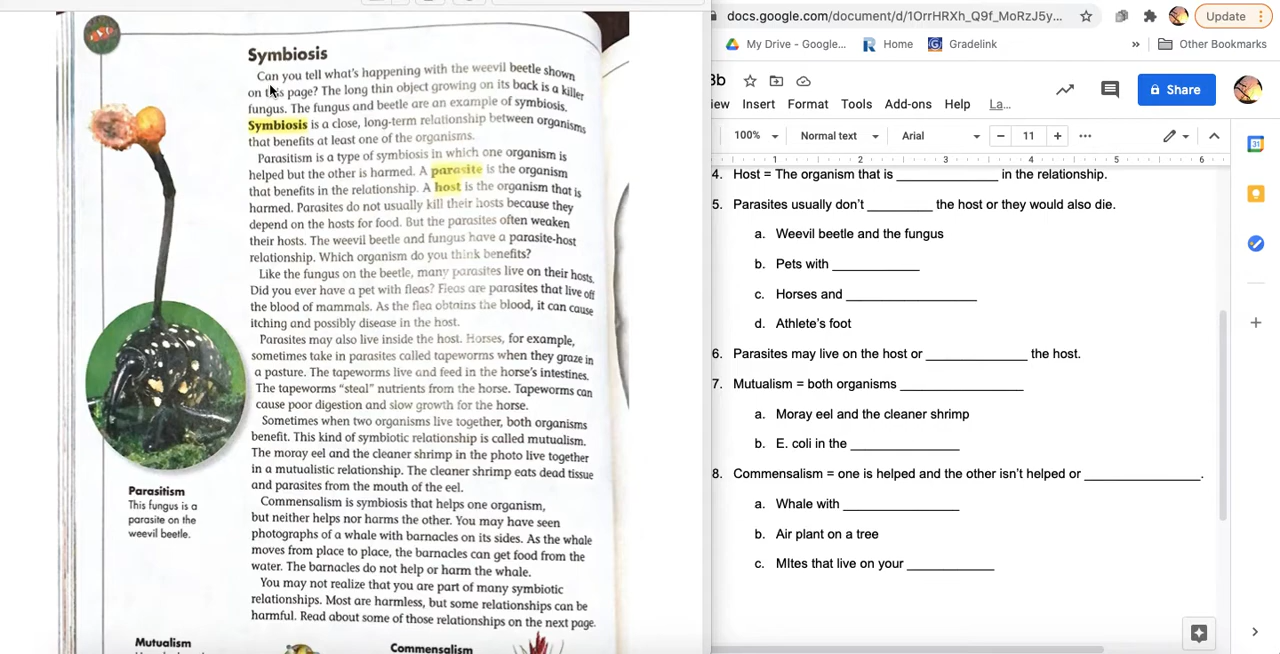 Symbiosis
Can you tell what's happening with the weevil beetle shown
on this page? The long thin object growing on its back is a killer
fungus. The fungus and beetle are an example of symbiosis.
Symbiosis is a close, long-term relationship between organisms
that benefits at least one of the organisms.
Parasitism is a type of symbiosis in which one organism is
helped but the other is harmed. A parasite is the organism
that benefits in the relationship. A host is the organism that is
harmed. Parasites do not usually kill their hosts because they
depend on the hosts for food. But the parasites often weaken
their hosts. The weevil beetle and fungus have a parasite-host
relationship. Which organism do you think benefits?
Like the fungus on the beetle, many parasites live on their hosts.
Did you ever have a pet with fleas? Fleas are parasites that live off
the blood of mammals. As the flea obtains the blood, it can cause
itching and possibly disease in the host.
Parasites may also live inside the host. Horses, for example,
sometimes take in parasites called tapeworms when they graze in
a pasture. The tapeworms live and feed in the horse's intestines.
The tapeworms "steal" nutrients from the horse. Tapeworms can
cause poor digestion and slow growth for the horse.
Sometimes when two organisms live together, both organisms
benefit. This kind of symbiotic relationship is called mutualism.
The moray eel and the cleaner shrimp in the photo live together
in a mutualistic relationship. The cleaner shrimp eats dead tissue
and parasites from the mouth of the eel.
Commensalism is symbiosis that helps one organism,
but neither helps nor harms the other. You may have seen
photographs of a whale with barnacles on its sides. As the whale
moves from place to place, the barnacles can get food from the
water. The barnacles do not help or harm the whale.
You may not realize that you are part of many symbiotic
relationships. Most are harmless, but some relationships can be
harmful. Read about some of those relationships on the next page.
Parasitism
This fungus is a
parasite on the
weevil beetle.
Mutualism
Commensalism
docs.google.com/document/d/1OrrHRXh_Q9f_MoRzJ5y...
Update
My Drive - Google...
Home
Gradelink
»
Other Bookmarks
3b
iew Insert Format Tools Add-ons Help La...
Share
100% Normal text Arial 11
1 2 3 4 5 6
4. Host = The organism that is ______________ in the relationship.
5. Parasites usually don't _________ the host or they would also die.
a. Weevil beetle and the fungus
b. Pets with ____________
c. Horses and __________________
d. Athlete's foot
6. Parasites may live on the host or ______________ the host.
7. Mutualism = both organisms _________________
a. Moray eel and the cleaner shrimp
b. E. coli in the _______________
8. Commensalism = one is helped and the other isn't helped or ________________.
a. Whale with ________________
b. Air plant on a tree
c. MItes that live on your ____________
31